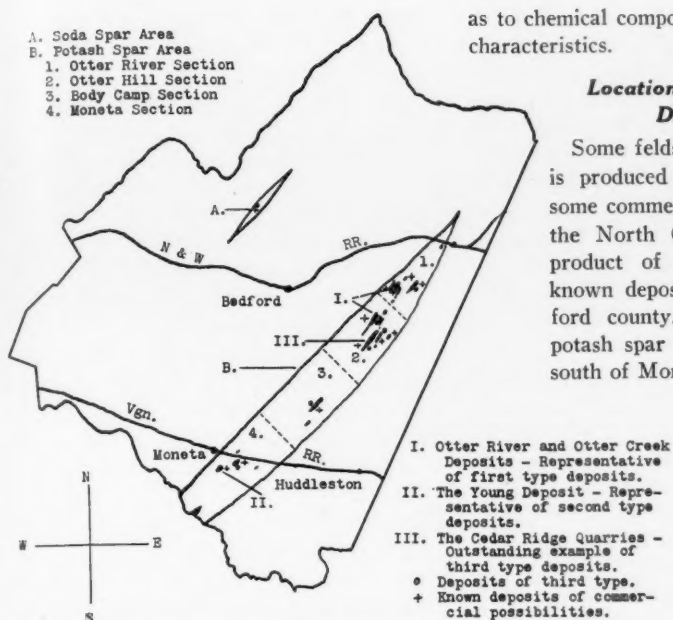 A. Soda Spar Area
B. Potash Spar Area
1. Otter River Section
2. Otter Hill Section
3. Body Camp Section
4. Moneta Section
as to chemical compo
characteristics.
Location
D
Some felds
is produced
some comme
the North C
product of
known depos
ford county.
potash spar
south of Mor
A.
N & W
RR.
Bedford
1.
I.
III.
2.
B.
3.
4.
Vgn.
Moneta
RR.
Huddleston
II.
N
W
E
S
I. Otter River and Otter Creek
Deposits – Representative
of first type deposits.
II. The Young Deposit – Repre-
sentative of second type
deposits.
III. The Cedar Ridge Quarries –
Outstanding example of
third type deposits.
Deposits of third type.
+ Known deposits of commer-
cial possibilities.